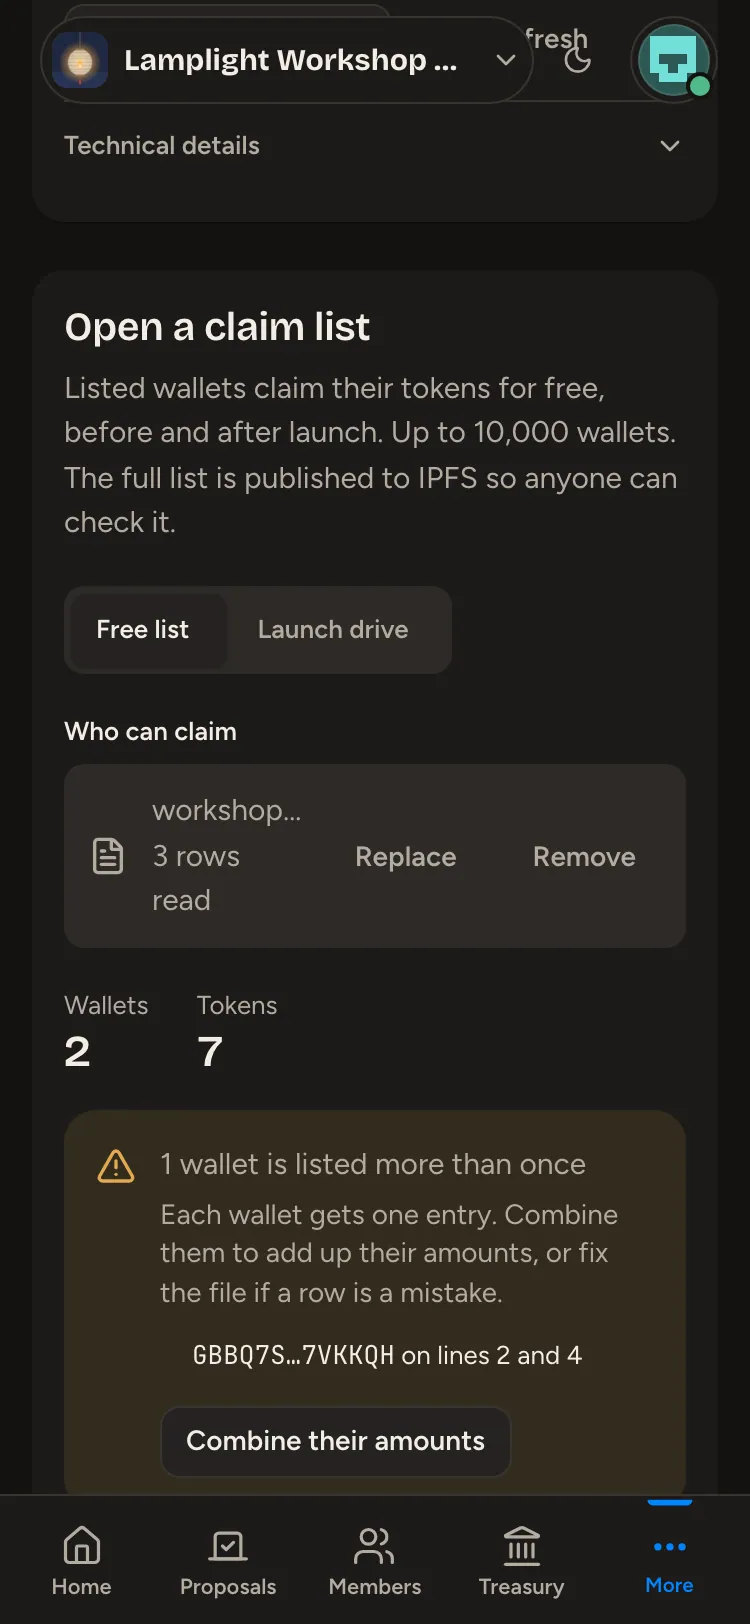 fresh
Lamplight Workshop ...
Technical details
Open a claim list
Listed wallets claim their tokens for free,
before and after launch. Up to 10,000 wallets.
The full list is published to IPFS so anyone can
check it.
Free list
Launch drive
Who can claim
workshop...
3 rows
read
Replace
Remove
Wallets
Tokens
2
7
1 wallet is listed more than once
Each wallet gets one entry. Combine
them to add up their amounts, or fix
the file if a row is a mistake.
GBBQ7S…7VKKQH on lines 2 and 4
Combine their amounts
Home
Proposals
Members
Treasury
More